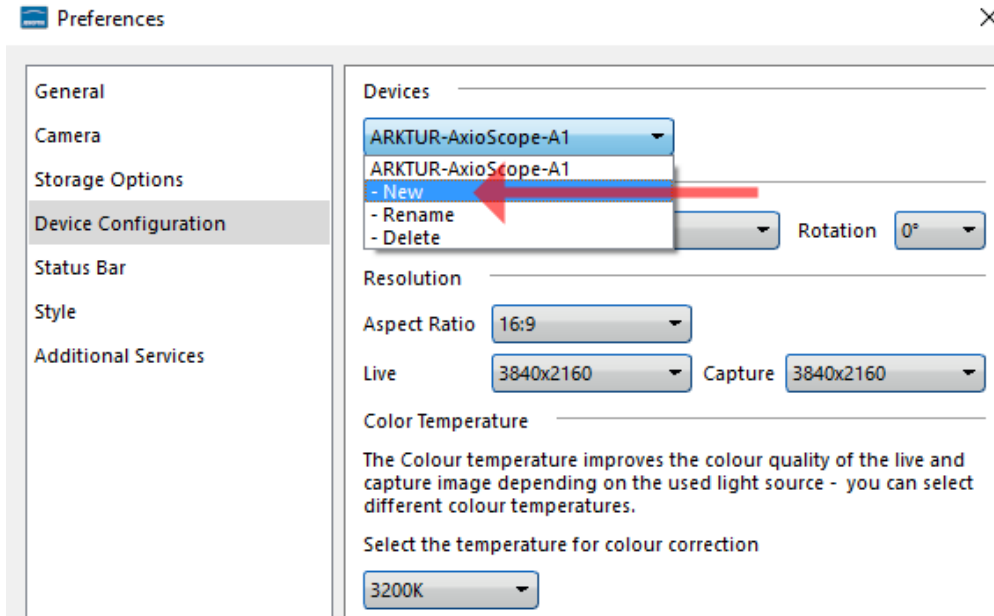 Preferences
General
Camera
Storage Options
Device Configuration
Status Bar
Style
Additional Services
Devices
ARKTUR-AxioScope-A1
ARKTUR-AxioScope-A1
- New
- Rename
- Delete
Rotation 0°
Resolution
Aspect Ratio 16:9
Live 3840x2160 Capture 3840x2160
Color Temperature
The Colour temperature improves the colour quality of the live and
capture image depending on the used light source - you can select
different colour temperatures.
Select the temperature for colour correction
3200K